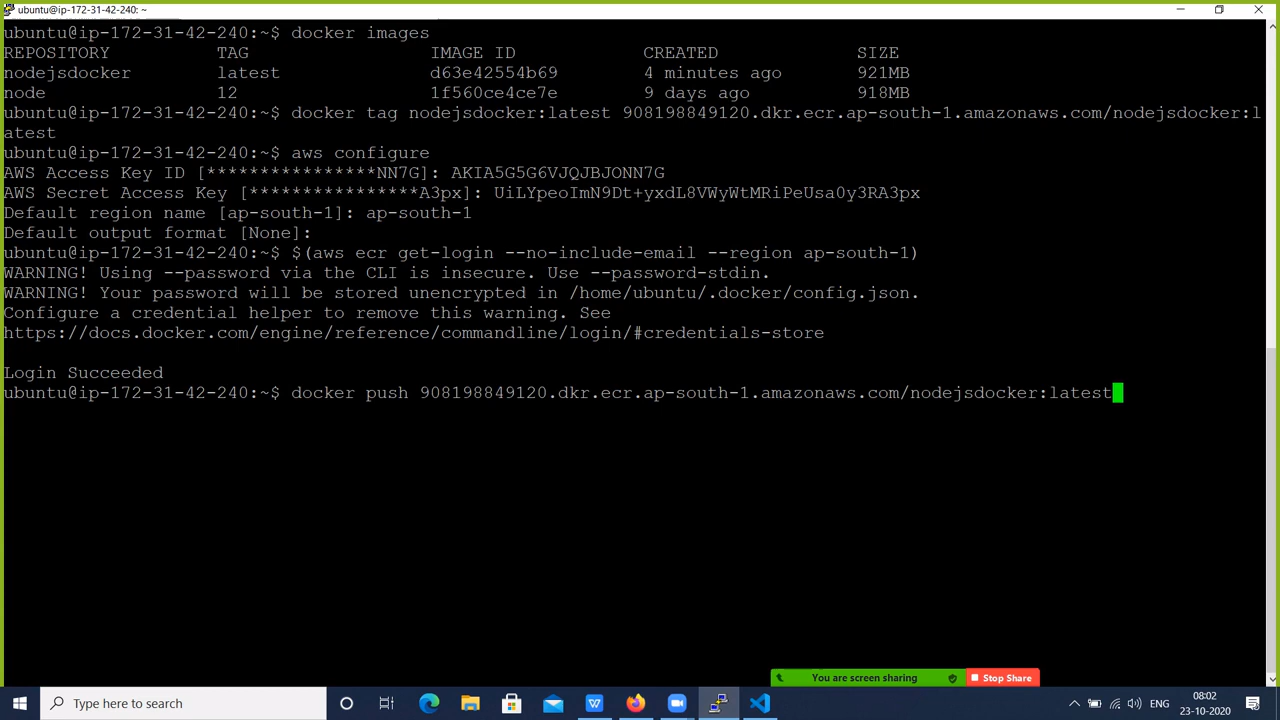 ubuntu@ip-172-31-42-240: ~
ubuntu@ip-172-31-42-240:~$ docker images
REPOSITORY TAG IMAGE ID CREATED SIZE
nodejsdocker latest d63e42554b69 4 minutes ago 921MB
node 12 1f560ce4ce7e 9 days ago 918MB
ubuntu@ip-172-31-42-240:~$ docker tag nodejsdocker:latest 908198849120.dkr.ecr.ap-south-1.amazonaws.com/nodejsdocker:l
atest
ubuntu@ip-172-31-42-240:~$ aws configure
AWS Access Key ID [****************NN7G]: [credential omitted]
AWS Secret Access Key [****************A3px]: [credential omitted]
Default region name [ap-south-1]: ap-south-1
Default output format [None]:
ubuntu@ip-172-31-42-240:~$ $(aws ecr get-login --no-include-email --region ap-south-1)
WARNING! Using --password via the CLI is insecure. Use --password-stdin.
WARNING! Your password will be stored unencrypted in /home/ubuntu/.docker/config.json.
Configure a credential helper to remove this warning. See
https://docs.docker.com/engine/reference/commandline/login/#credentials-store
Login Succeeded
ubuntu@ip-172-31-42-240:~$ docker push 908198849120.dkr.ecr.ap-south-1.amazonaws.com/nodejsdocker:latest
You are screen sharing Stop Share
Type here to search
ENG
08:02
23-10-2020